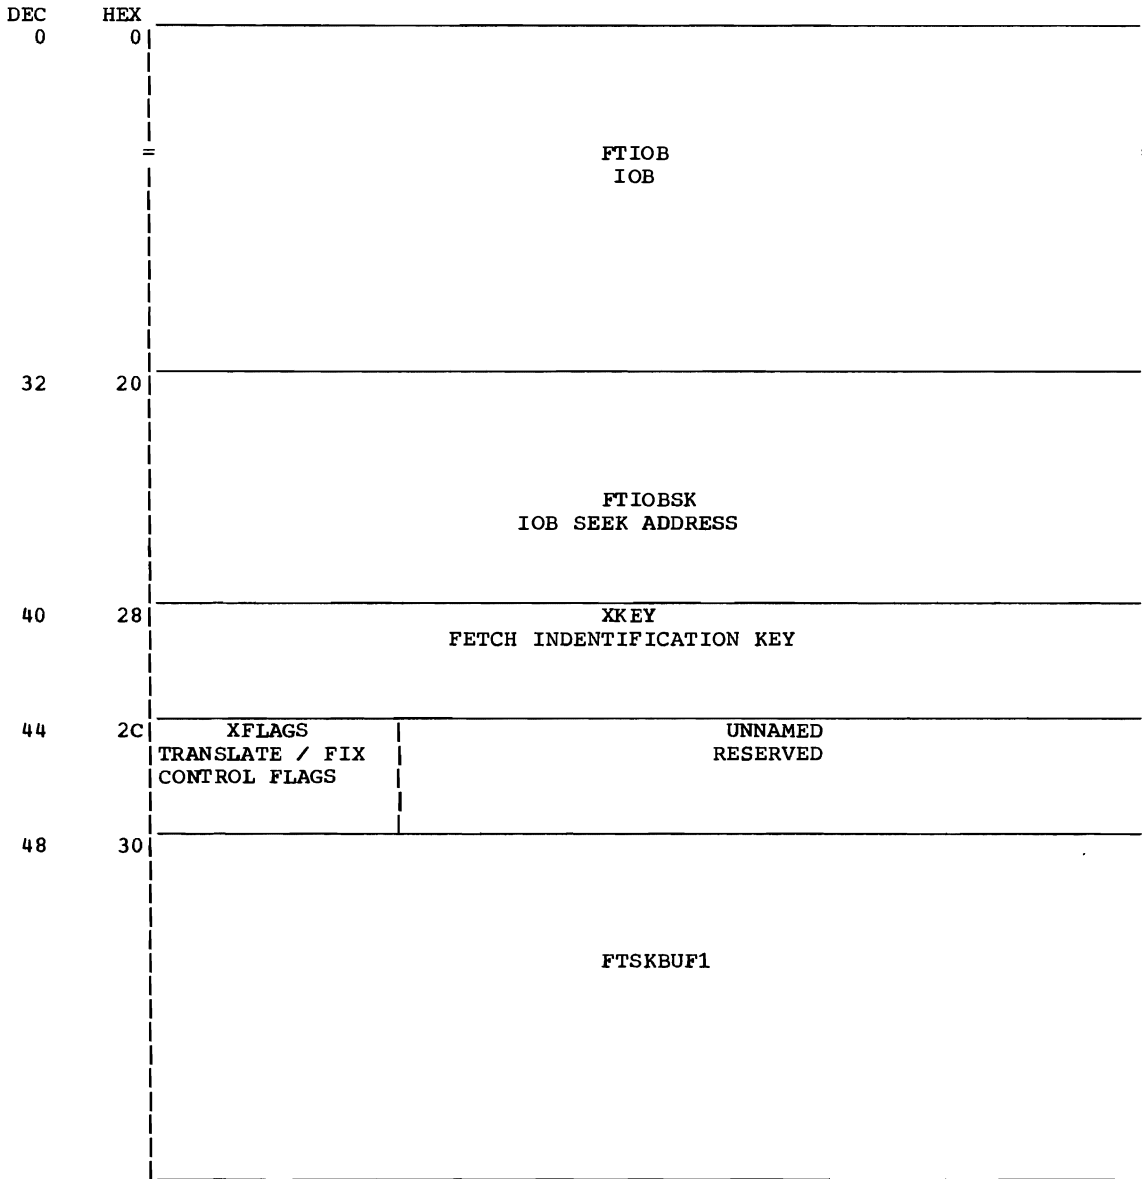 DEC HEX
0 0
FTIOB
IOB
32 20
FTIOBSK
IOB SEEK ADDRESS
40 28 XKEY
FETCH INDENTIFICATION KEY
44 2C XFLAGS UNNAMED
TRANSLATE / FIX RESERVED
CONTROL FLAGS
48 30
FTSKBUF1